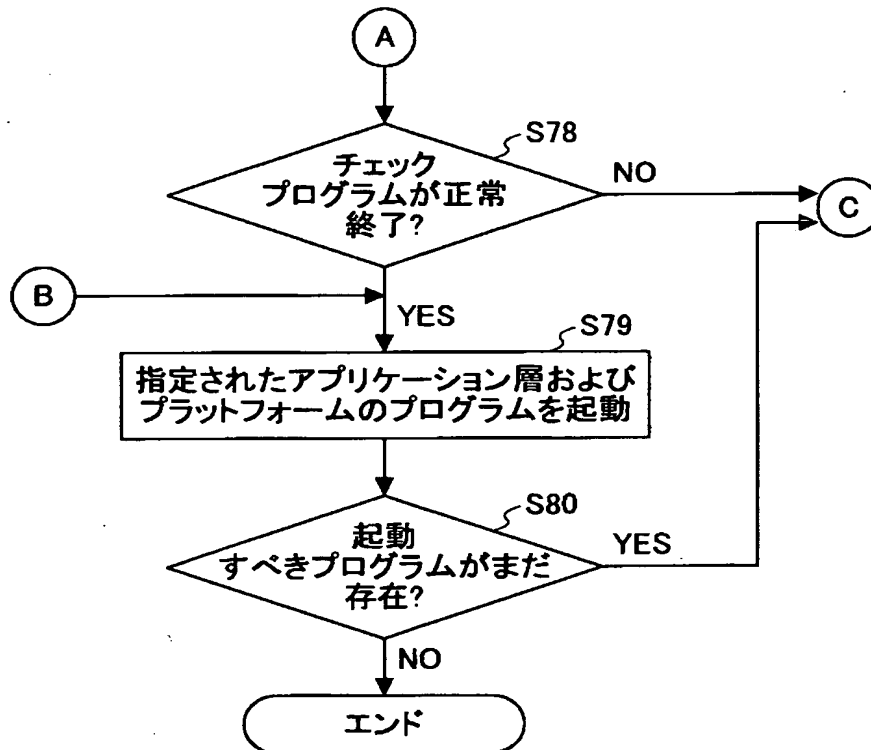 A
S78
チェック
プログラムが正常
終了?
NO
C
B
YES
S79
指定されたアプリケーション層および
プラットフォームのプログラムを起動
S80
起動
すべきプログラムがまだ
存在?
YES
NO
エンド